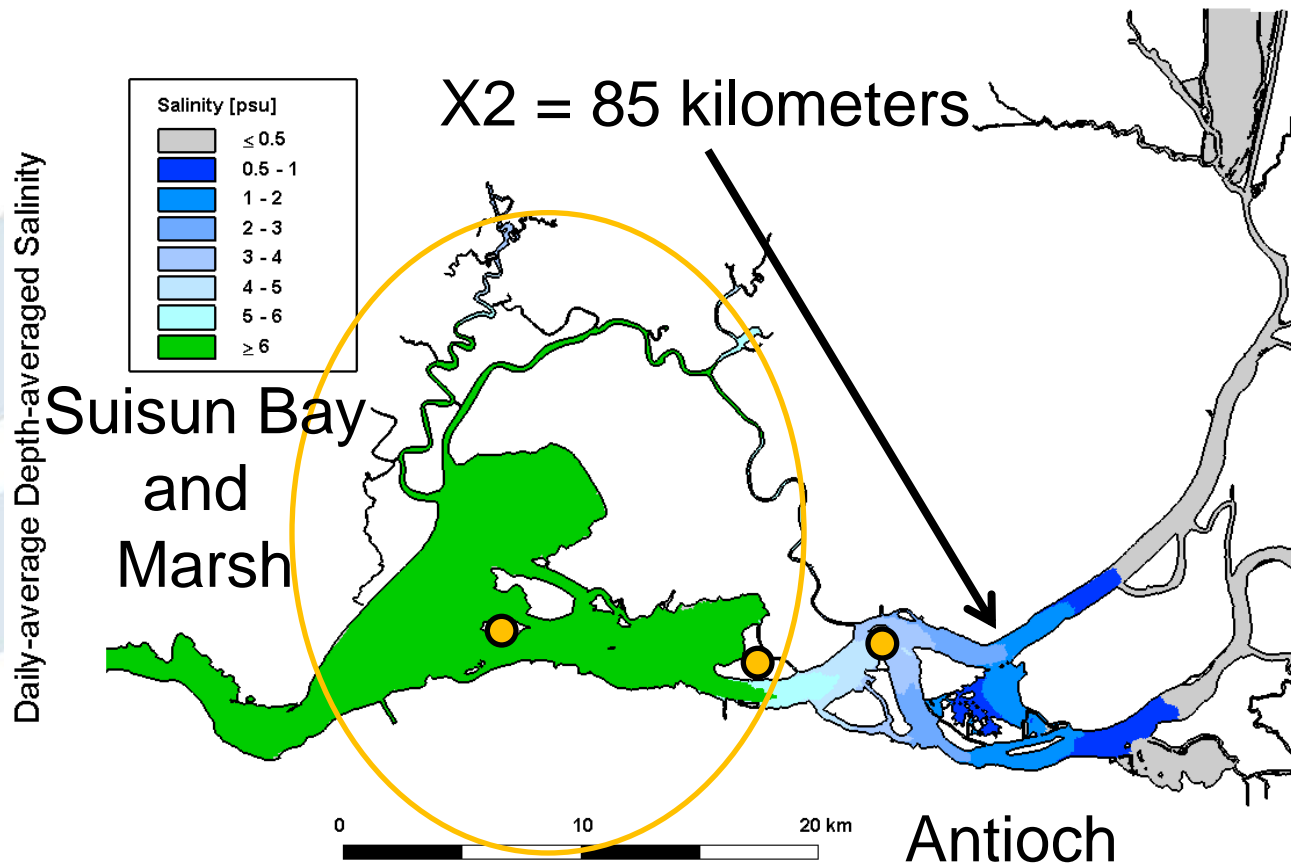 Daily-average Depth-averaged Salinity
X2 = 85 kilometers
Salinity [psu]
≤ 0.5
0.5 - 1
1 - 2
2 - 3
3 - 4
4 - 5
5 - 6
≥ 6
Suisun Bay
and
Marsh
0 10 20 km
Antioch